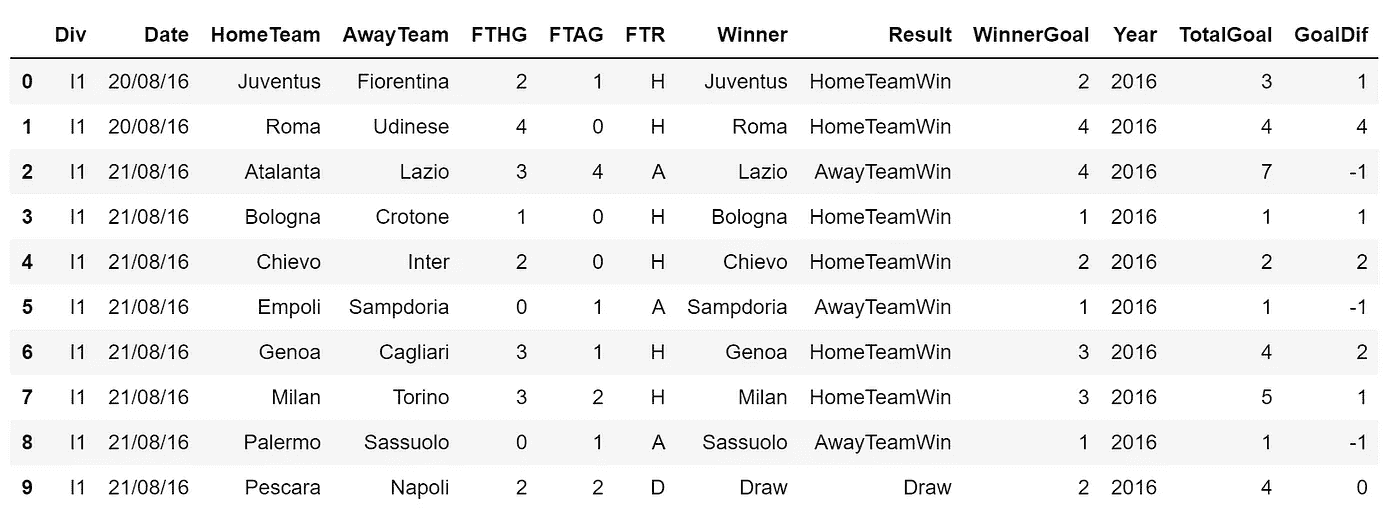 Div Date HomeTeam AwayTeam FTHG FTAG FTR Winner Result WinnerGoal Year TotalGoal GoalDif
0 I1 20/08/16 Juventus Fiorentina 2 1 H Juventus HomeTeamWin 2 2016 3 1
1 I1 20/08/16 Roma Udinese 4 0 H Roma HomeTeamWin 4 2016 4 4
2 I1 21/08/16 Atalanta Lazio 3 4 A Lazio AwayTeamWin 4 2016 7 -1
3 I1 21/08/16 Bologna Crotone 1 0 H Bologna HomeTeamWin 1 2016 1 1
4 I1 21/08/16 Chievo Inter 2 0 H Chievo HomeTeamWin 2 2016 2 2
5 I1 21/08/16 Empoli Sampdoria 0 1 A Sampdoria AwayTeamWin 1 2016 1 -1
6 I1 21/08/16 Genoa Cagliari 3 1 H Genoa HomeTeamWin 3 2016 4 2
7 I1 21/08/16 Milan Torino 3 2 H Milan HomeTeamWin 3 2016 5 1
8 I1 21/08/16 Palermo Sassuolo 0 1 A Sassuolo AwayTeamWin 1 2016 1 -1
9 I1 21/08/16 Pescara Napoli 2 2 D Draw Draw 2 2016 4 0